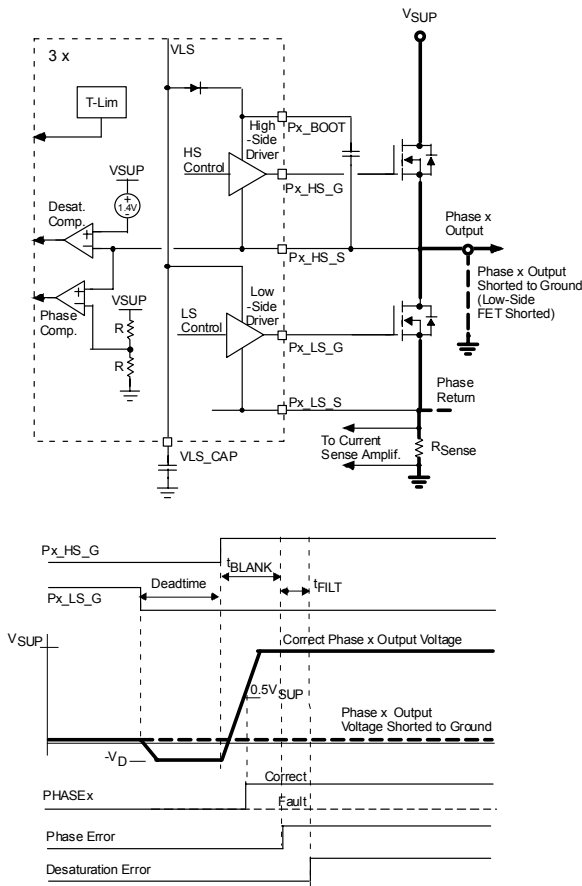 VSUP
3 x
VLS
T-Lim
High
-Side
Driver
Px_BOOT
HS
Control
Px_HS_G
VSUP
Desat.
Comp.
+
1.4V
–
+
–
Phase x
Output
Px_HS_S
Phase x Output
Shorted to Ground
(Low-Side
FET Shorted)
+
–
Phase
Comp.
VSUP
R
R
Low
-Side
Driver
LS
Control
Px_LS_G
Phase
Return
Px_LS_S
To Current
Sense Amplif.
RSense
VLS_CAP
Px_HS_G
tBLANK
Deadtime
tFILT
Px_LS_G
VSUP
Correct Phase x Output Voltage
0.5VSUP
Phase x Output
Voltage Shorted to Ground
-VD
Correct
PHASEx
Fault
Phase Error
Desaturation Error